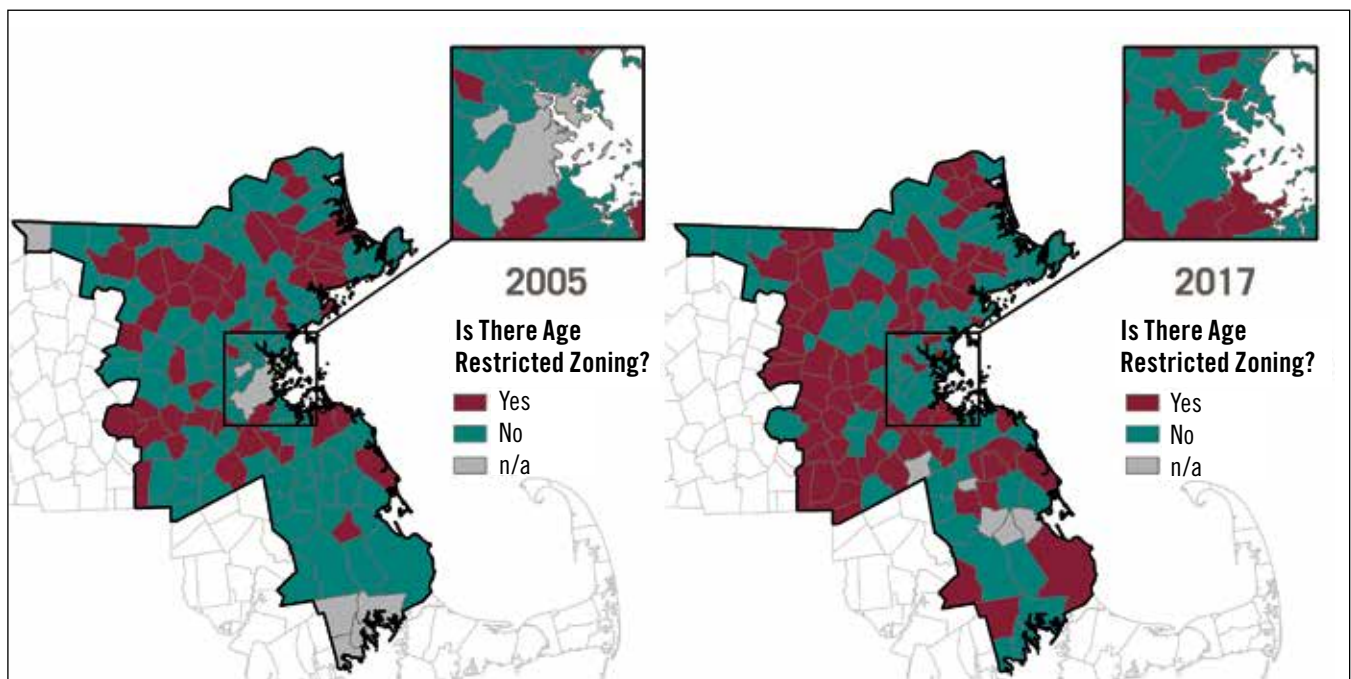 2005
Is There Age
Restricted Zoning?
Yes
No
n/a
2017
Is There Age
Restricted Zoning?
Yes
No
n/a